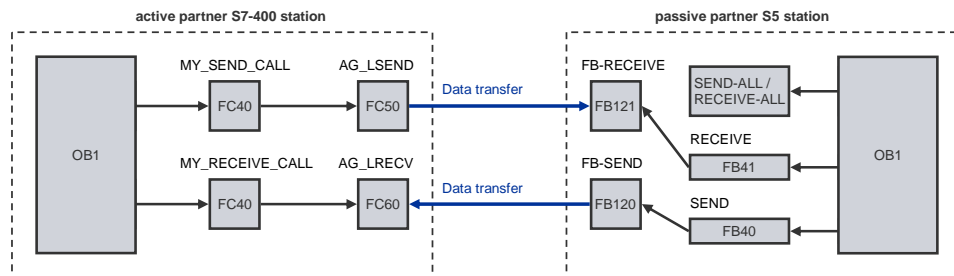 active partner S7-400 station
passive partner S5 station
MY_SEND_CALL
AG_LSEND
FB-RECEIVE
SEND-ALL /
RECEIVE-ALL
FC40
FC50
Data transfer
FB121
RECEIVE
OB1
FB41
OB1
MY_RECEIVE_CALL
AG_LRECV
FB-SEND
FC40
FC60
Data transfer
FB120
SEND
FB40